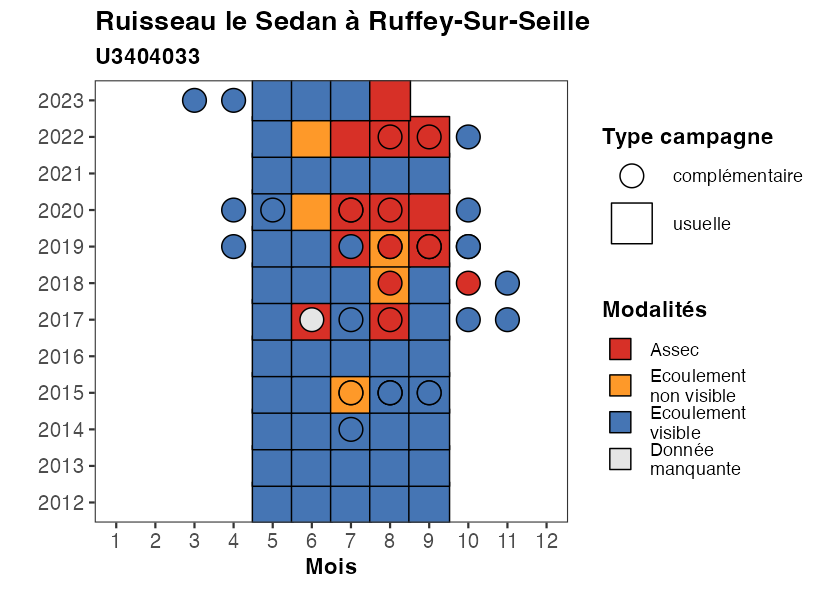 Ruisseau le Sedan à Ruffey-Sur-Seille
U3404033
2023
2022
2021
2020
2019
2018
2017
2016
2015
2014
2013
2012
1 2 3 4 5 6 7 8 9 10 11 12
Mois
Type campagne
complémentaire
usuelle
Modalités
Assec
Ecoulement
non visible
Ecoulement
visible
Donnée
manquante